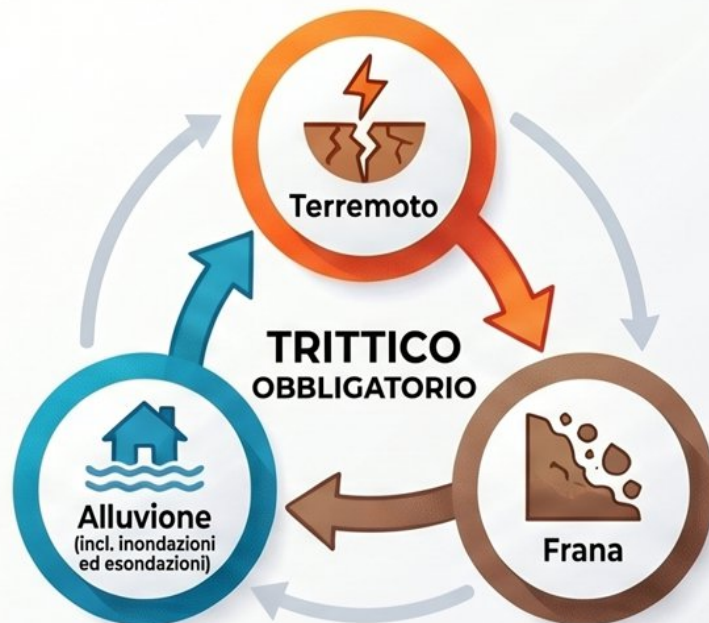 Terremoto
TRITTICO
OBBLIGATORIO
Alluvione
(incl. inondazioni
ed esondazioni)
Frana